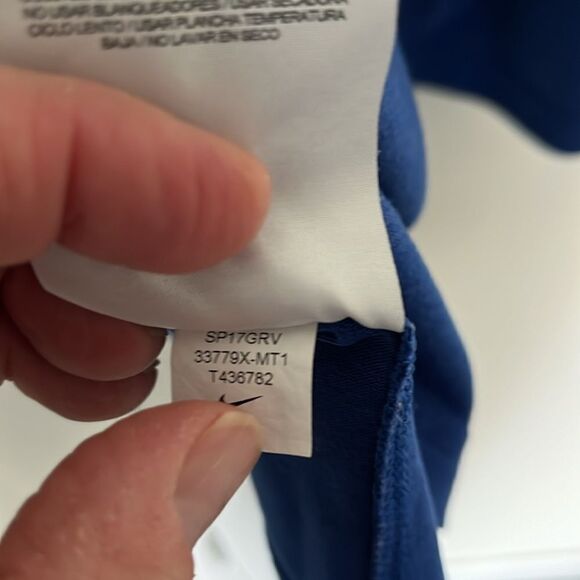 NO USAR BLANQUEADORES / USAR SECADORA
CICLO LENTO / USAR PLANCHA TEMPERATURA
BAJA / NO LAVAR EN SECO
SP17GRV
33779X-MT1
T436782